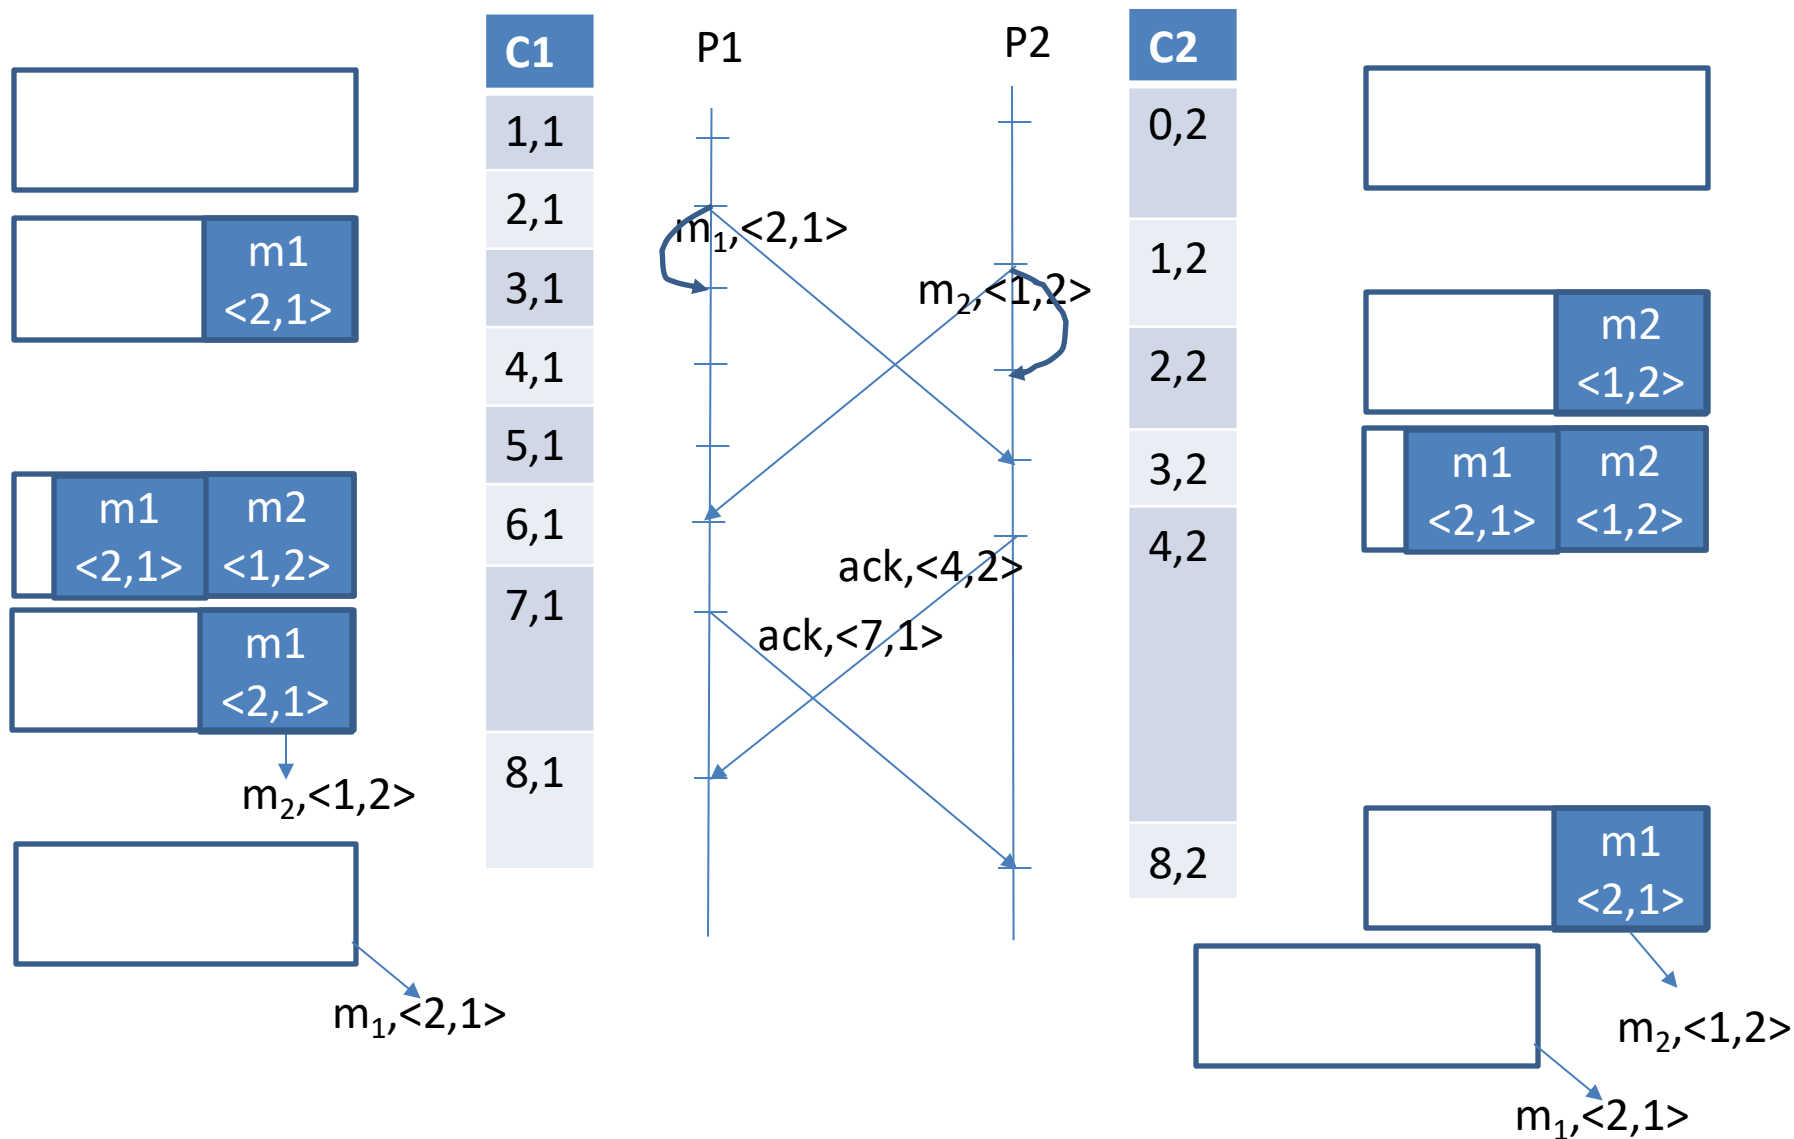 C1
P1
P2
C2
1,1
0,2
2,1
m1
<2,1>
m₁,<2,1>
1,2
3,1
m₂,<1,2>
m2
<1,2>
4,1
2,2
5,1
3,2
m1
<2,1>
m2
<1,2>
m1
<2,1>
m2
<1,2>
6,1
4,2
ack,<4,2>
7,1
ack,<7,1>
m1
<2,1>
m₂,<1,2>
8,1
8,2
m1
<2,1>
m₁,<2,1>
m₂,<1,2>
m₁,<2,1>